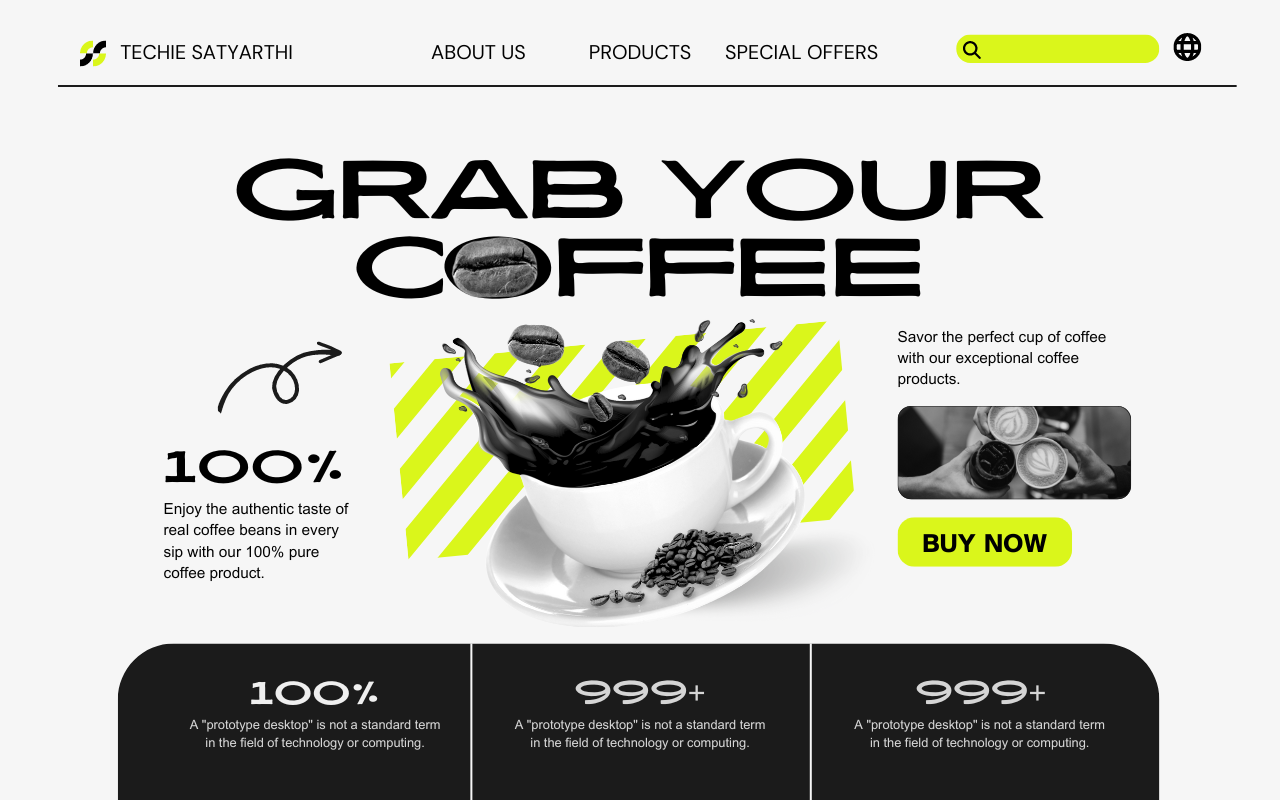 TECHIE SATYARTHI
ABOUT US
PRODUCTS
SPECIAL OFFERS
GRAB YOUR
COFFEE
100%
Enjoy the authentic taste of
real coffee beans in every
sip with our 100% pure
coffee product.
Savor the perfect cup of coffee
with our exceptional coffee
products.
BUY NOW
100%
A "prototype desktop" is not a standard term
in the field of technology or computing.
999+
A "prototype desktop" is not a standard term
in the field of technology or computing.
999+
A "prototype desktop" is not a standard term
in the field of technology or computing.